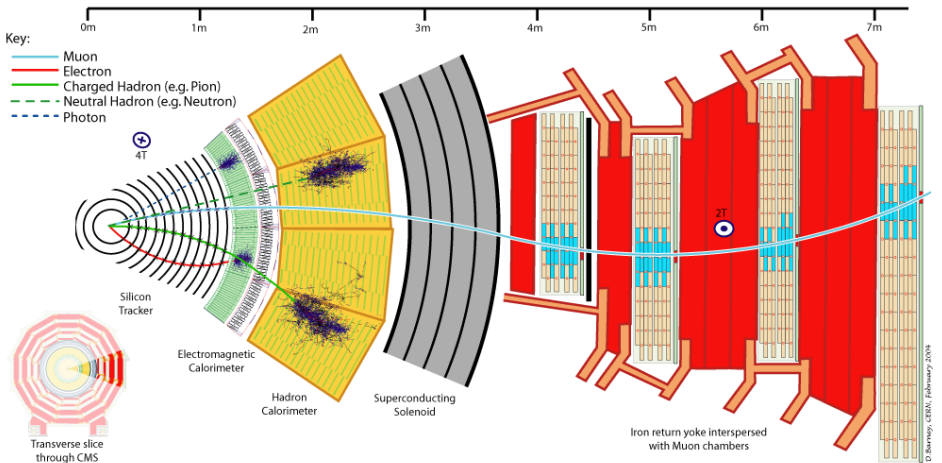 0m 1m 2m 3m 4m 5m 6m 7m
Key:
Muon
Electron
Charged Hadron (e.g. Pion)
Neutral Hadron (e.g. Neutron)
Photon
4T
2T
Silicon
Tracker
Electromagnetic
Calorimeter
Hadron
Calorimeter
Superconducting
Solenoid
Iron return yoke interspersed
with Muon chambers
Transverse slice
through CMS
D. Barney, CERN, February 2004